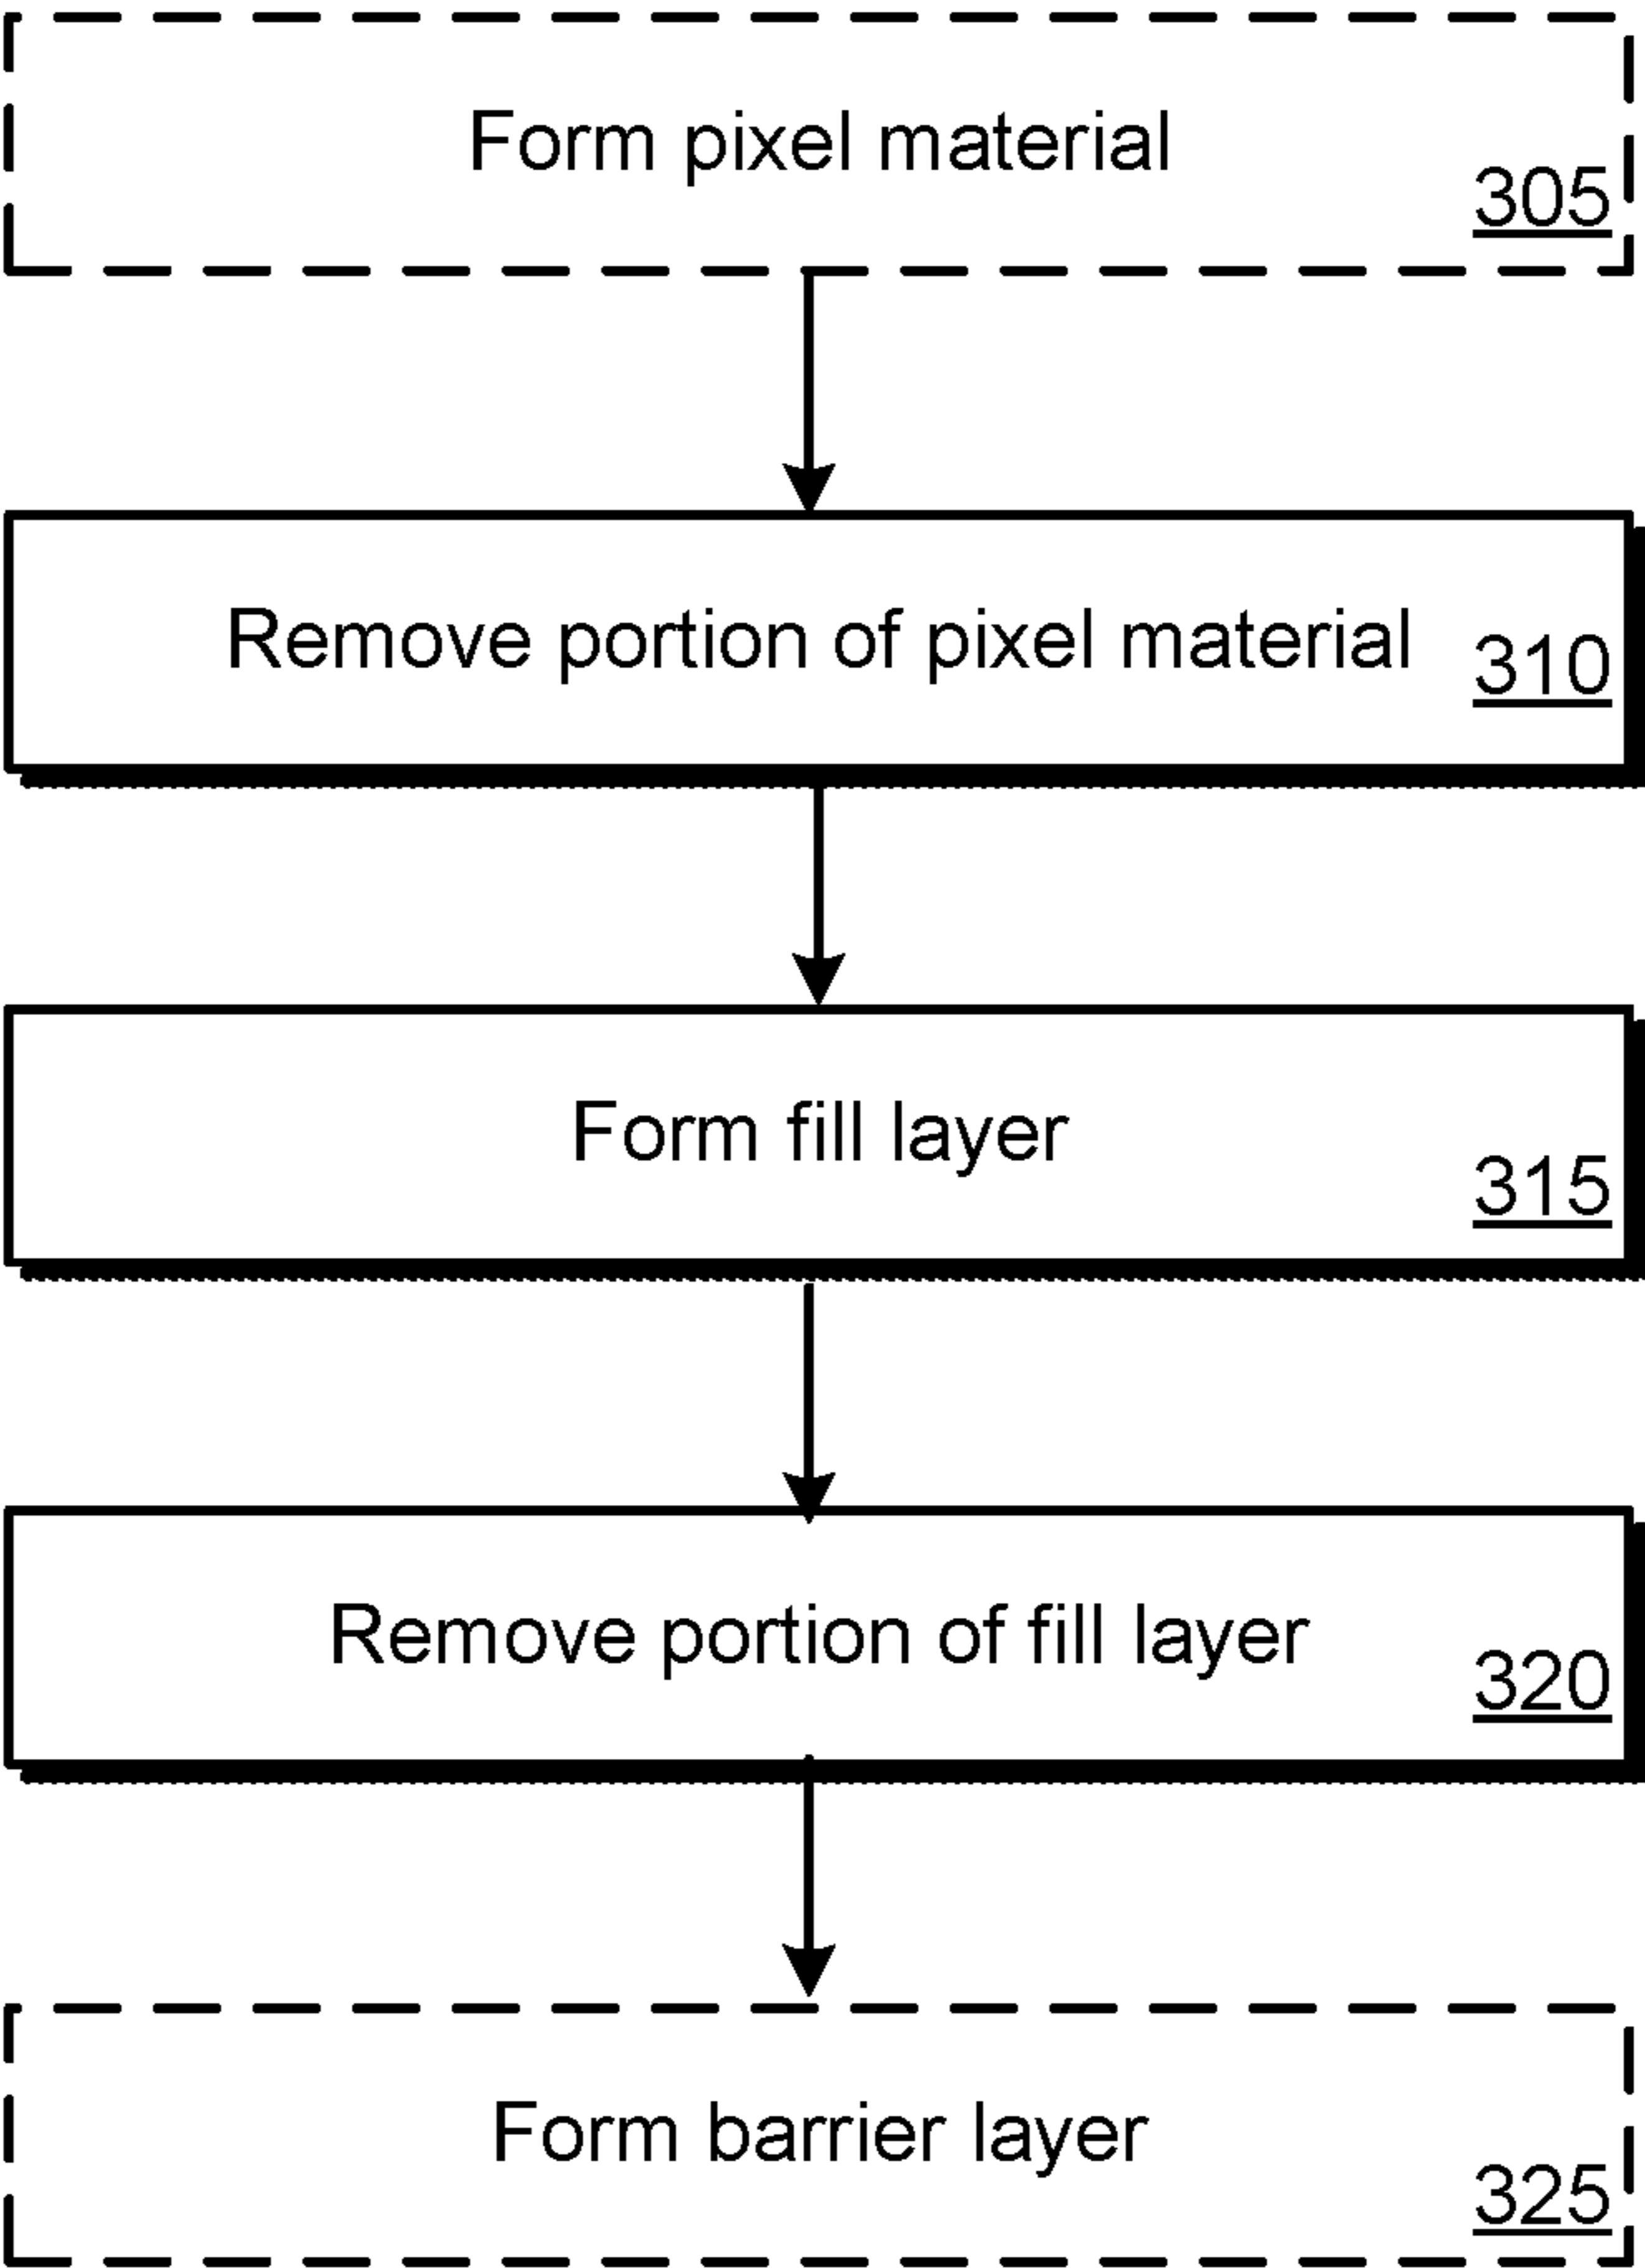 Form pixel material
305
Remove portion of pixel material
310
Form fill layer
315
Remove portion of fill layer
320
Form barrier layer
325